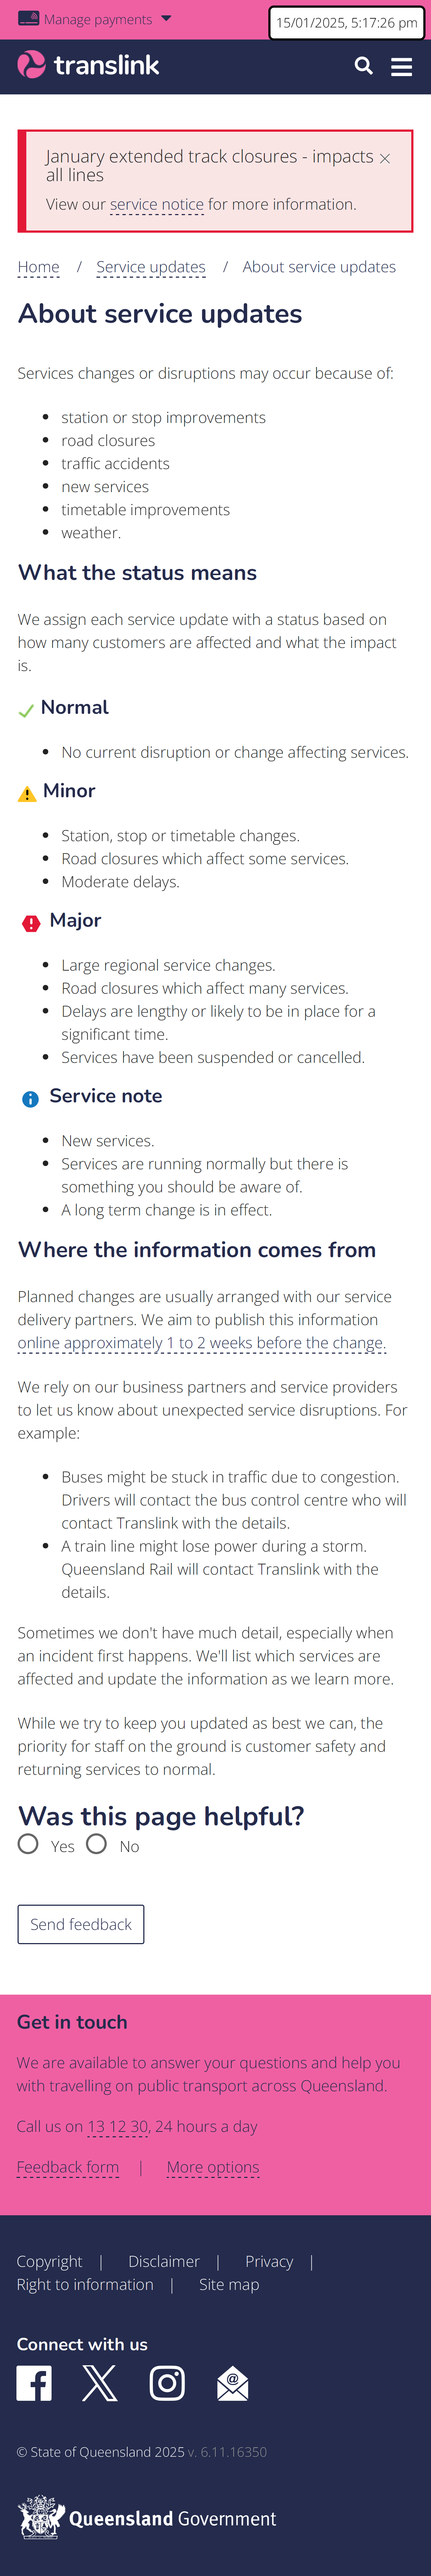 Manage payments
15/01/2025, 5:17:26 pm
translink
January extended track closures - impacts
all lines
View our service notice for more information.
Home / Service updates / About service updates
About service updates
Services changes or disruptions may occur because of:
• station or stop improvements
• road closures
• traffic accidents
• new services
• timetable improvements
• weather.
What the status means
We assign each service update with a status based on
how many customers are affected and what the impact
is.
Normal
• No current disruption or change affecting services.
Minor
• Station, stop or timetable changes.
• Road closures which affect some services.
• Moderate delays.
Major
• Large regional service changes.
• Road closures which affect many services.
• Delays are lengthy or likely to be in place for a
significant time.
• Services have been suspended or cancelled.
Service note
• New services.
• Services are running normally but there is
something you should be aware of.
• A long term change is in effect.
Where the information comes from
Planned changes are usually arranged with our service
delivery partners. We aim to publish this information
online approximately 1 to 2 weeks before the change.
We rely on our business partners and service providers
to let us know about unexpected service disruptions. For
example:
• Buses might be stuck in traffic due to congestion.
Drivers will contact the bus control centre who will
contact Translink with the details.
• A train line might lose power during a storm.
Queensland Rail will contact Translink with the
details.
Sometimes we don't have much detail, especially when
an incident first happens. We'll list which services are
affected and update the information as we learn more.
While we try to keep you updated as best we can, the
priority for staff on the ground is customer safety and
returning services to normal.
Was this page helpful?
Yes No
Send feedback
Get in touch
We are available to answer your questions and help you
with travelling on public transport across Queensland.
Call us on 13 12 30, 24 hours a day
Feedback form | More options
Copyright | Disclaimer | Privacy |
Right to information | Site map
Connect with us
© State of Queensland 2025 v. 6.11.16350
Queensland Government